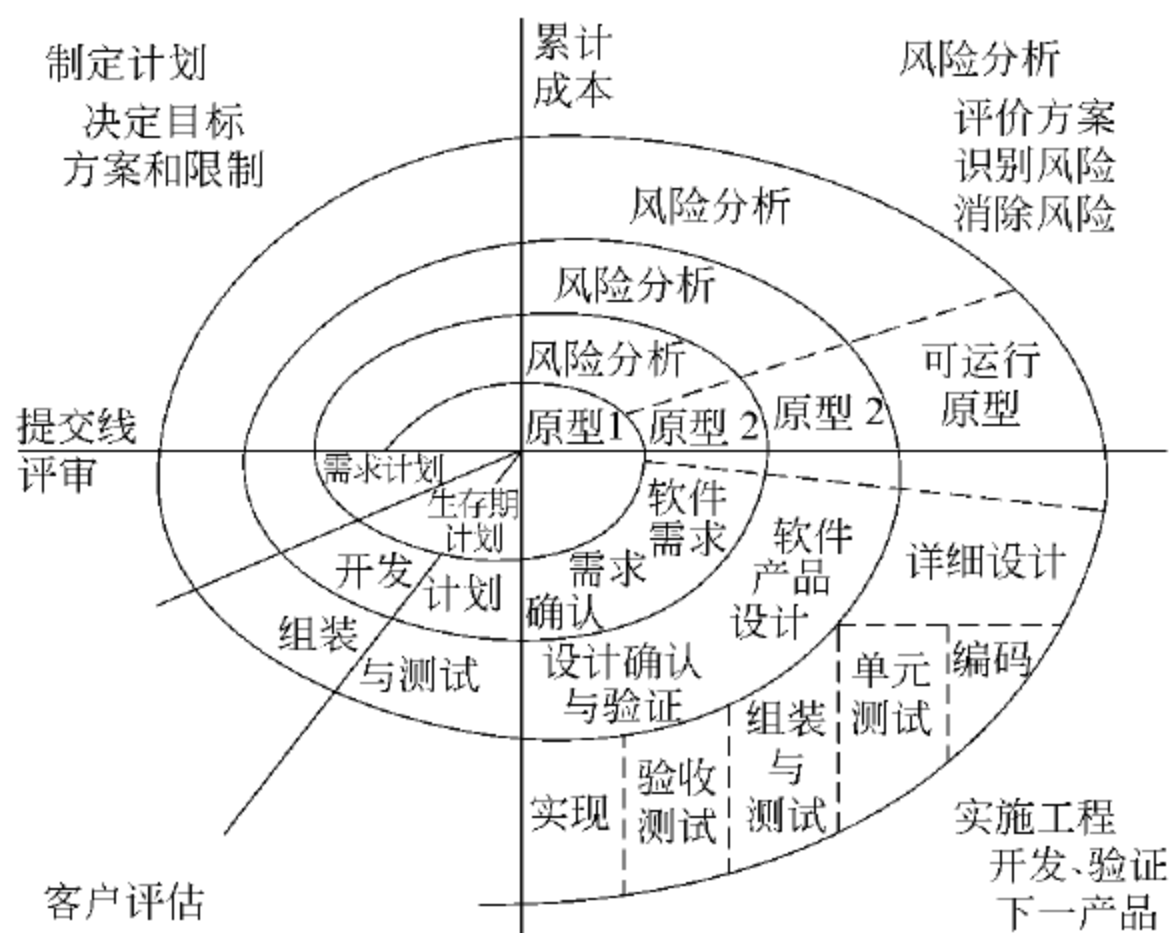 制定计划
决定目标
方案和限制
累计
成本
风险分析
评价方案
识别风险
消除风险
风险分析
风险分析
风险分析
可运行
原型
原型1
原型2
原型2
提交线
评审
需求计划
生存期
计划
软件
需求
需求
确认
开发
计划
软件
产品
设计
详细设计
组装
与测试
设计确认
与验证
单元
测试
编码
组装
与
测试
验收
测试
实现
实施工程
开发、验证
下一产品
客户评估